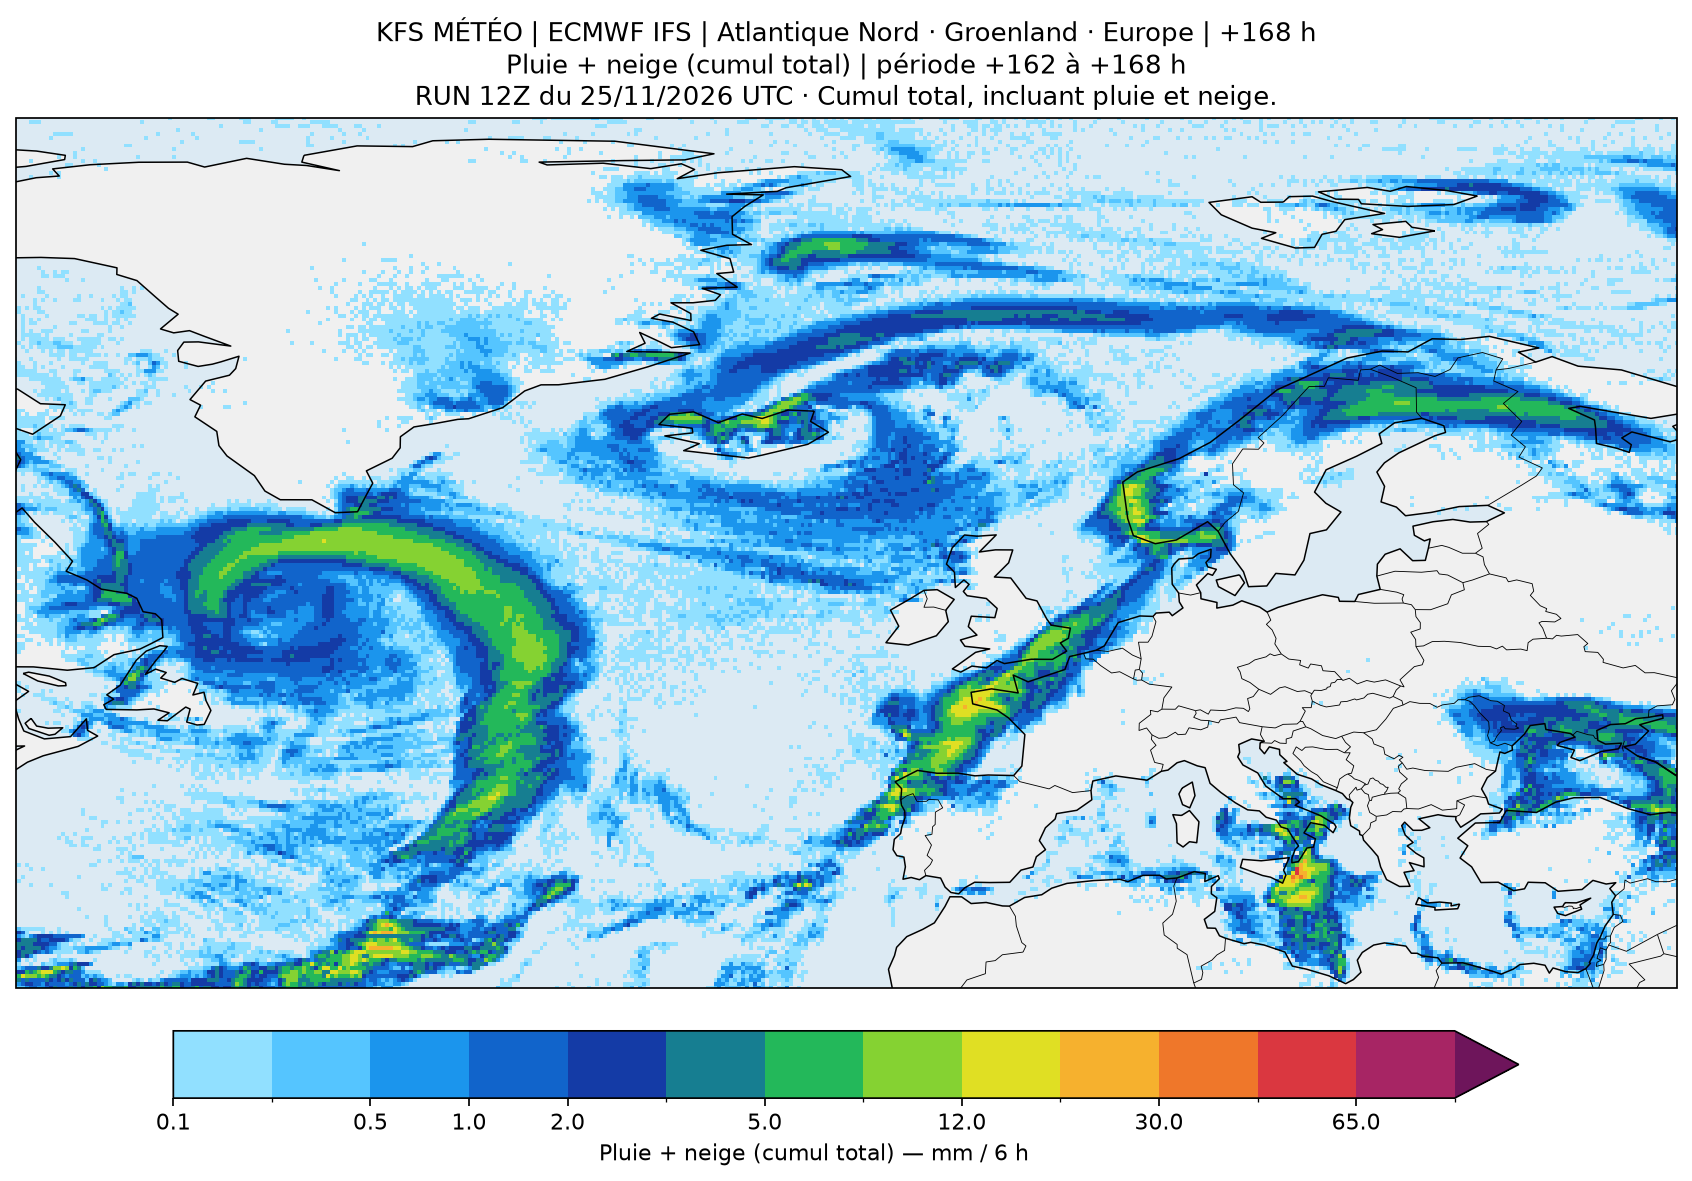 KFS MÉTÉO | ECMWF IFS | Atlantique Nord · Groenland · Europe | +168 h
Pluie + neige (cumul total) | période +162 à +168 h
RUN 12Z du 25/11/2026 UTC · Cumul total, incluant pluie et neige.
0.1 0.5 1.0 2.0 5.0 12.0 30.0 65.0
Pluie + neige (cumul total) — mm / 6 h